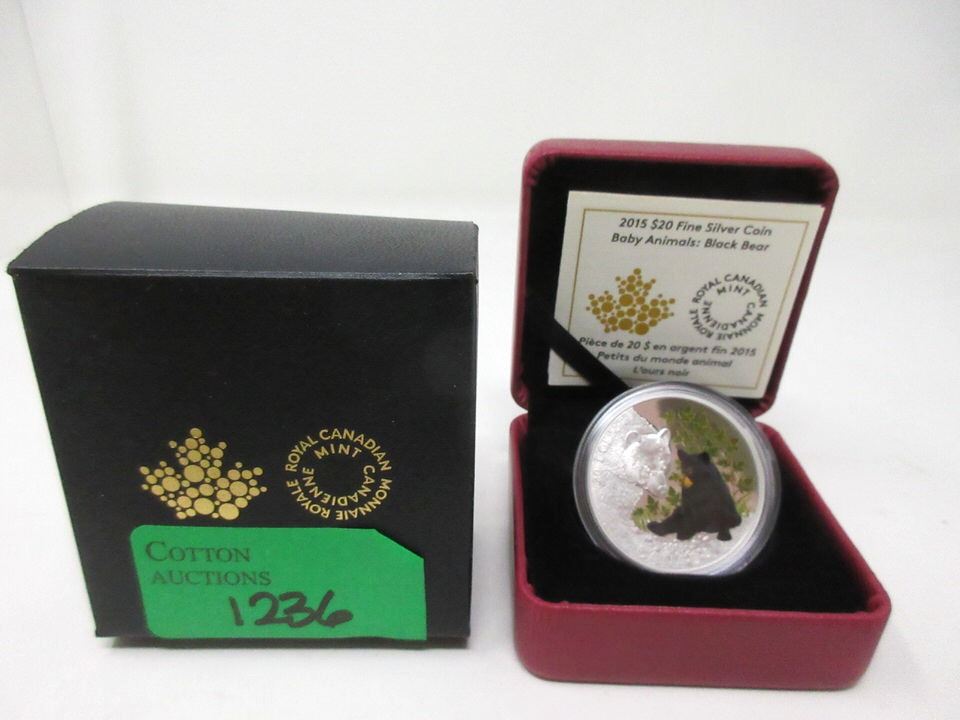 ROYAL CANADIAN MINT
MONNAIE ROYALE CANADIENNE
COTTON
AUCTIONS
1236
2015 $20 Fine Silver Coin
Baby Animals: Black Bear
ROYAL CANADIAN MINT
MONNAIE ROYALE CANADIENNE
Pièce de 20 $ en argent fin 2015
Petits du monde animal
L'ours noir